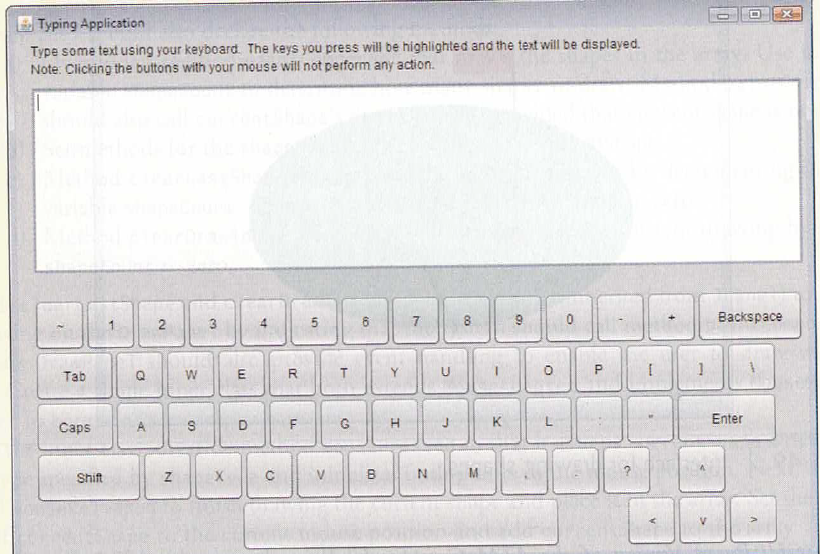 Typing Application
Type some text using your keyboard. The keys you press will be highlighted and the text will be displayed.
Note: Clicking the buttons with your mouse will not perform any action.
~ 1 2 3 4 5 6 7 8 9 0 - + Backspace
Tab Q W E R T Y U I O P [ ] \
Caps A S D F G H J K L : " Enter
Shift Z X C V B N M , . ? ^
< v >